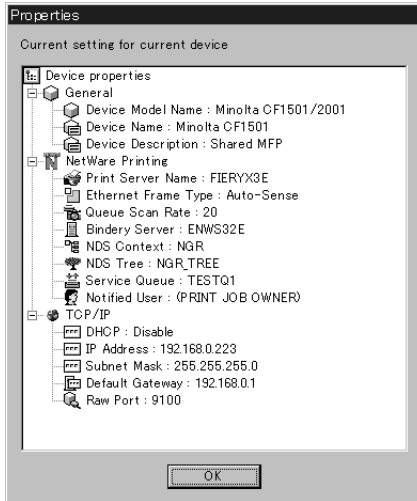 Properties
Current setting for current device
Device properties
General
Device Model Name : Minolta CF1501/2001
Device Name : Minolta CF1501
Device Description : Shared MFP
NetWare Printing
Print Server Name : FIERYX3E
Ethernet Frame Type : Auto-Sense
Queue Scan Rate : 20
Bindery Server : ENWS32E
NDS Context : NGR
NDS Tree : NGR_TREE
Service Queue : TESTQ1
Notified User : (PRINT JOB OWNER)
TCP/IP
DHCP : Disable
IP Address : 192.168.0.223
Subnet Mask : 255.255.255.0
Default Gateway : 192.168.0.1
Raw Port : 9100
OK